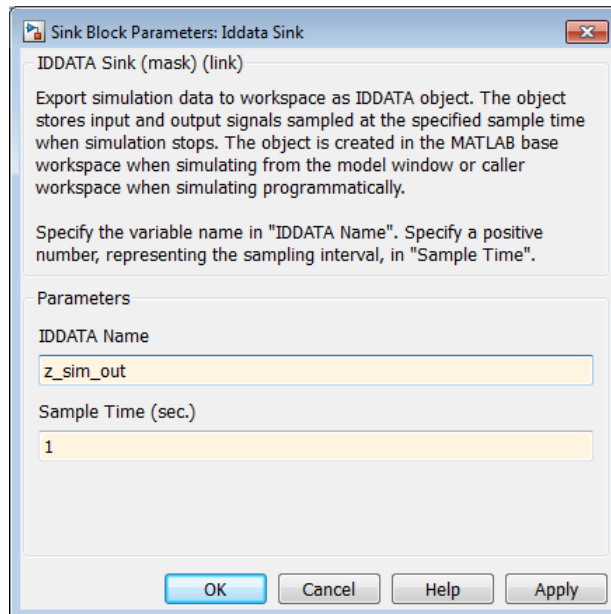 Sink Block Parameters: Iddata Sink
IDDATA Sink (mask) (link)
Export simulation data to workspace as IDDATA object. The object
stores input and output signals sampled at the specified sample time
when simulation stops. The object is created in the MATLAB base
workspace when simulating from the model window or caller
workspace when simulating programmatically.
Specify the variable name in "IDDATA Name". Specify a positive
number, representing the sampling interval, in "Sample Time".
Parameters
IDDATA Name
z_sim_out
Sample Time (sec.)
1
OK Cancel Help Apply